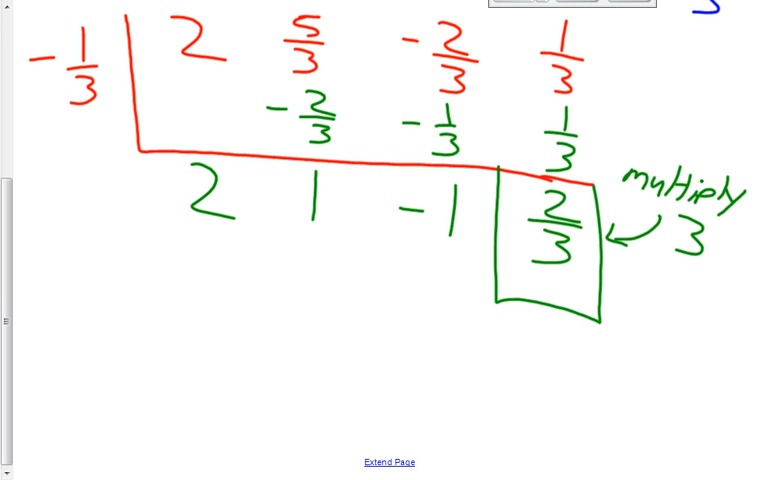 - 1/3 | 2 5/3 - 2/3 1/3
- 2/3 - 1/3 1/3
2 1 - 1 2/3 multiply 3
Extend Page